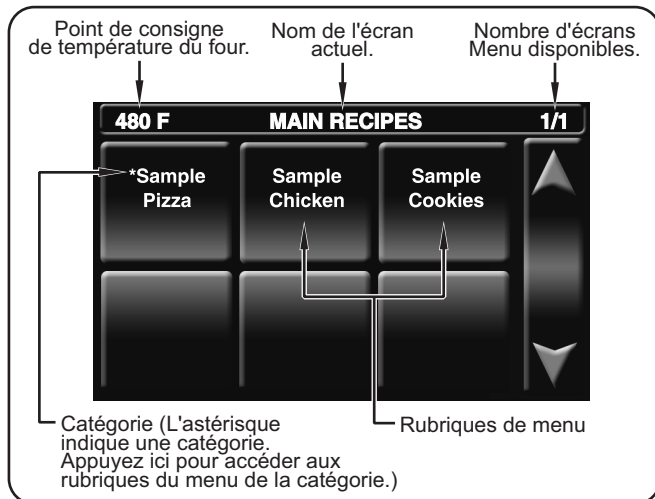 Point de consigne
de température du four.
Nom de l'écran
actuel.
Nombre d'écrans
Menu disponibles.
480 F
MAIN RECIPES
1/1
*Sample
Pizza
Sample
Chicken
Sample
Cookies
Catégorie (L'astérisque
indique une catégorie.
Appuyez ici pour accéder aux
rubriques du menu de la catégorie.)
Rubriques de menu